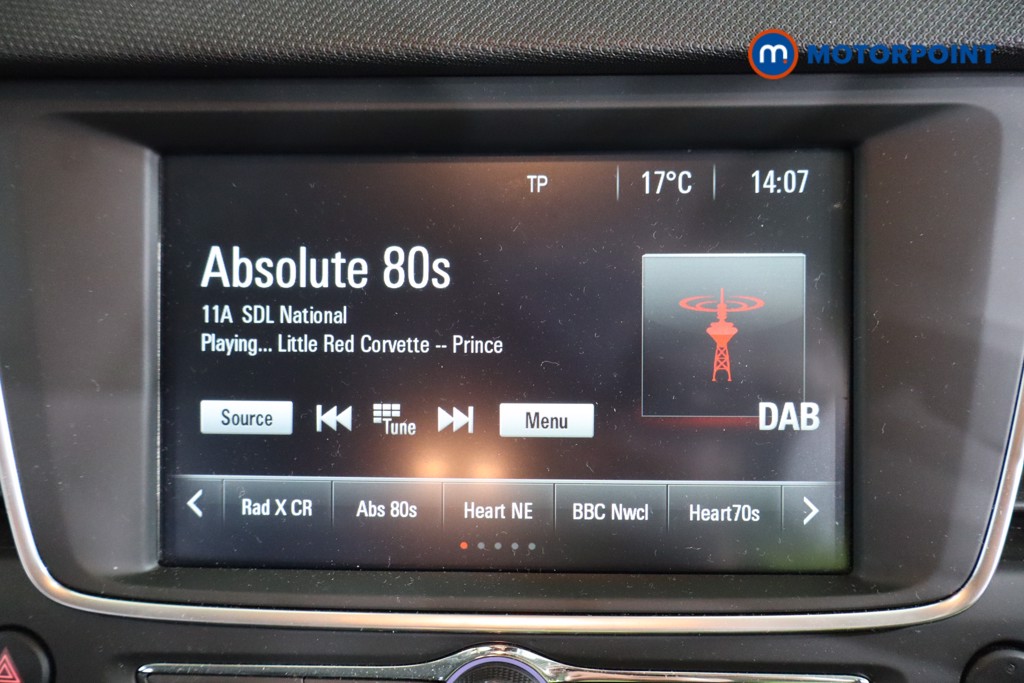 m MOTORPOINT
TP 17°C 14:07
Absolute 80s
11A SDL National
Playing... Little Red Corvette -- Prince
Source Tune Menu
DAB
Rad X CR Abs 80s Heart NE BBC Nwcl Heart70s